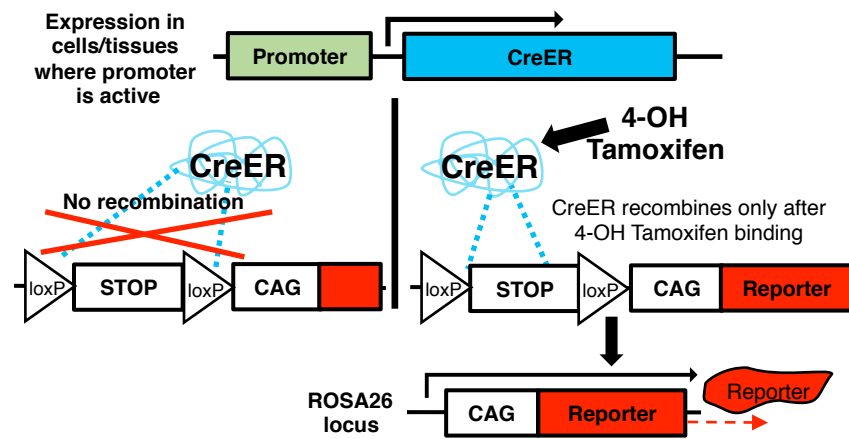 Expression in
cells/tissues
where promoter
is active
Promoter
CreER
CreER
No recombination
loxP
STOP
loxP
CAG
4-OH
Tamoxifen
CreER
CreER recombines only after
4-OH Tamoxifen binding
loxP
STOP
loxP
CAG
Reporter
ROSA26
locus
CAG
Reporter
Reporter